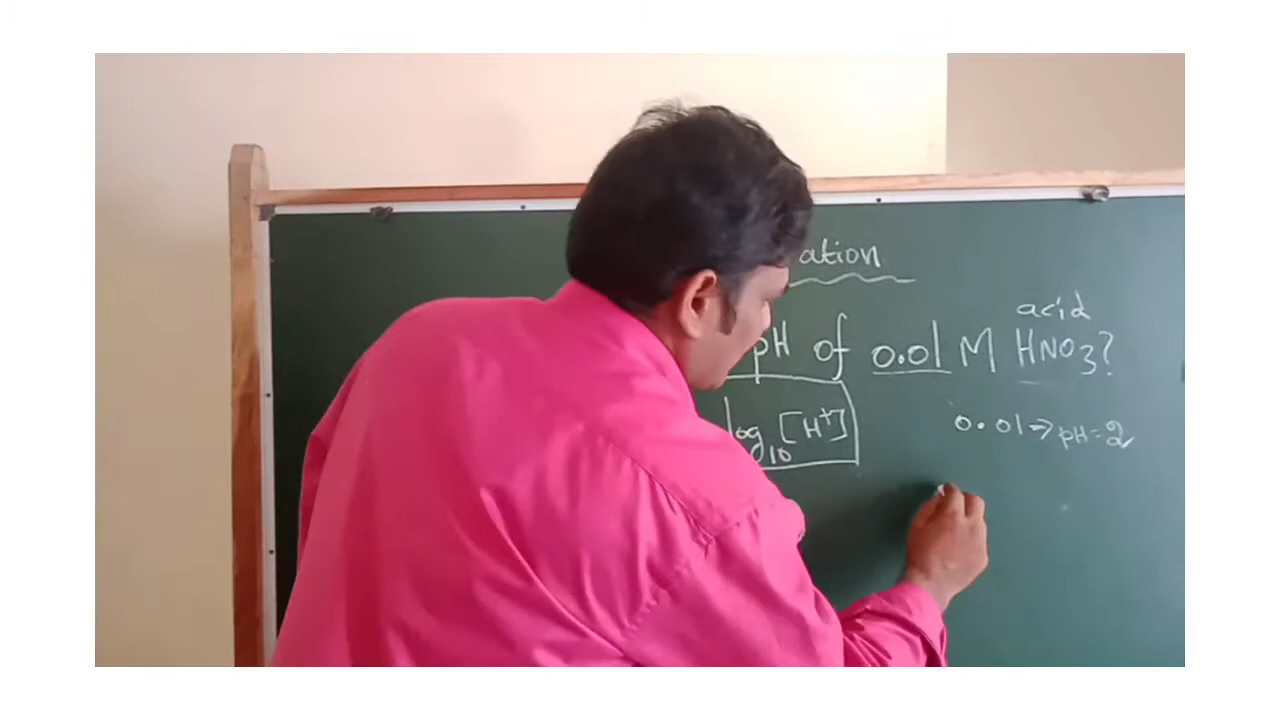 ation
acid
pH of 0.01 M HNO3?
log10 [H+]
0.01 ⇒ pH = 2